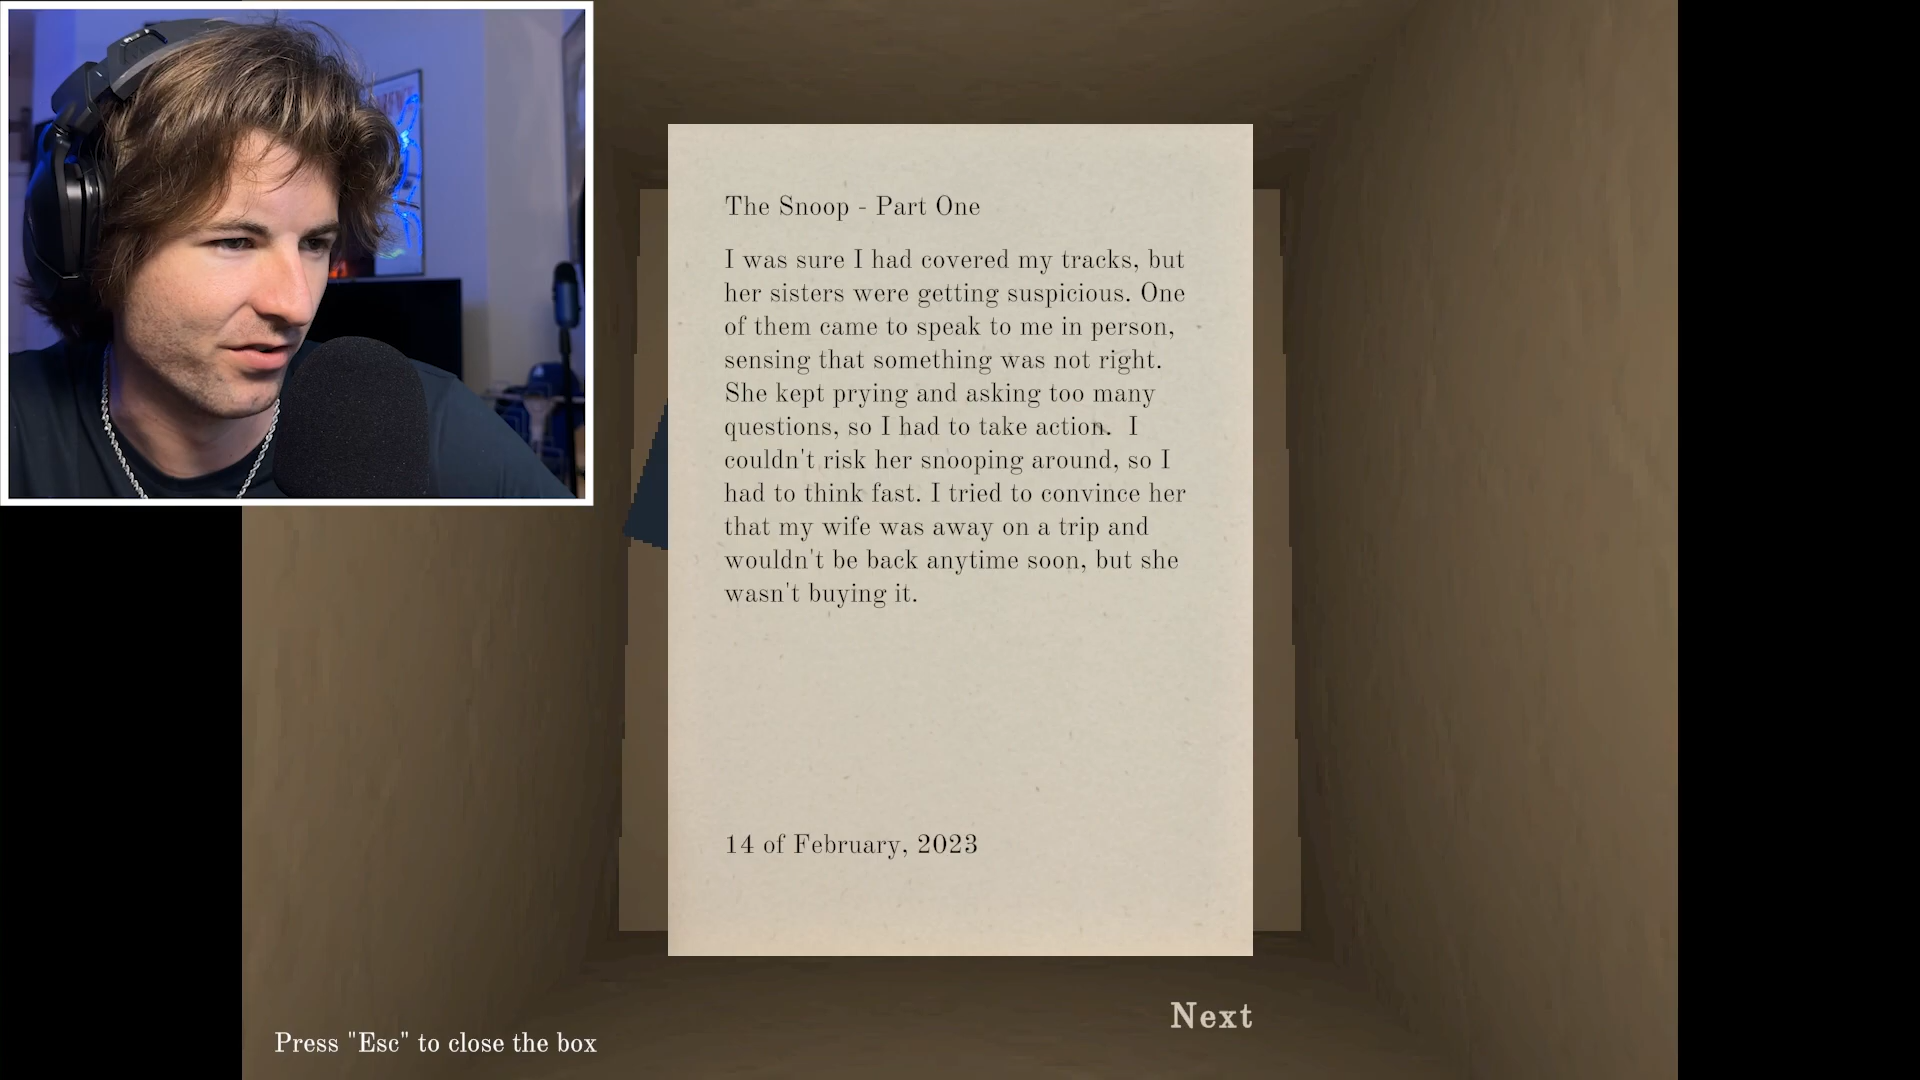 The Snoop - Part One
I was sure I had covered my tracks, but
her sisters were getting suspicious. One
of them came to speak to me in person,
sensing that something was not right.
She kept prying and asking too many
questions, so I had to take action.  I
couldn't risk her snooping around, so I
had to think fast. I tried to convince her
that my wife was away on a trip and
wouldn't be back anytime soon, but she
wasn't buying it.
14 of February, 2023
Next
Press "Esc" to close the box